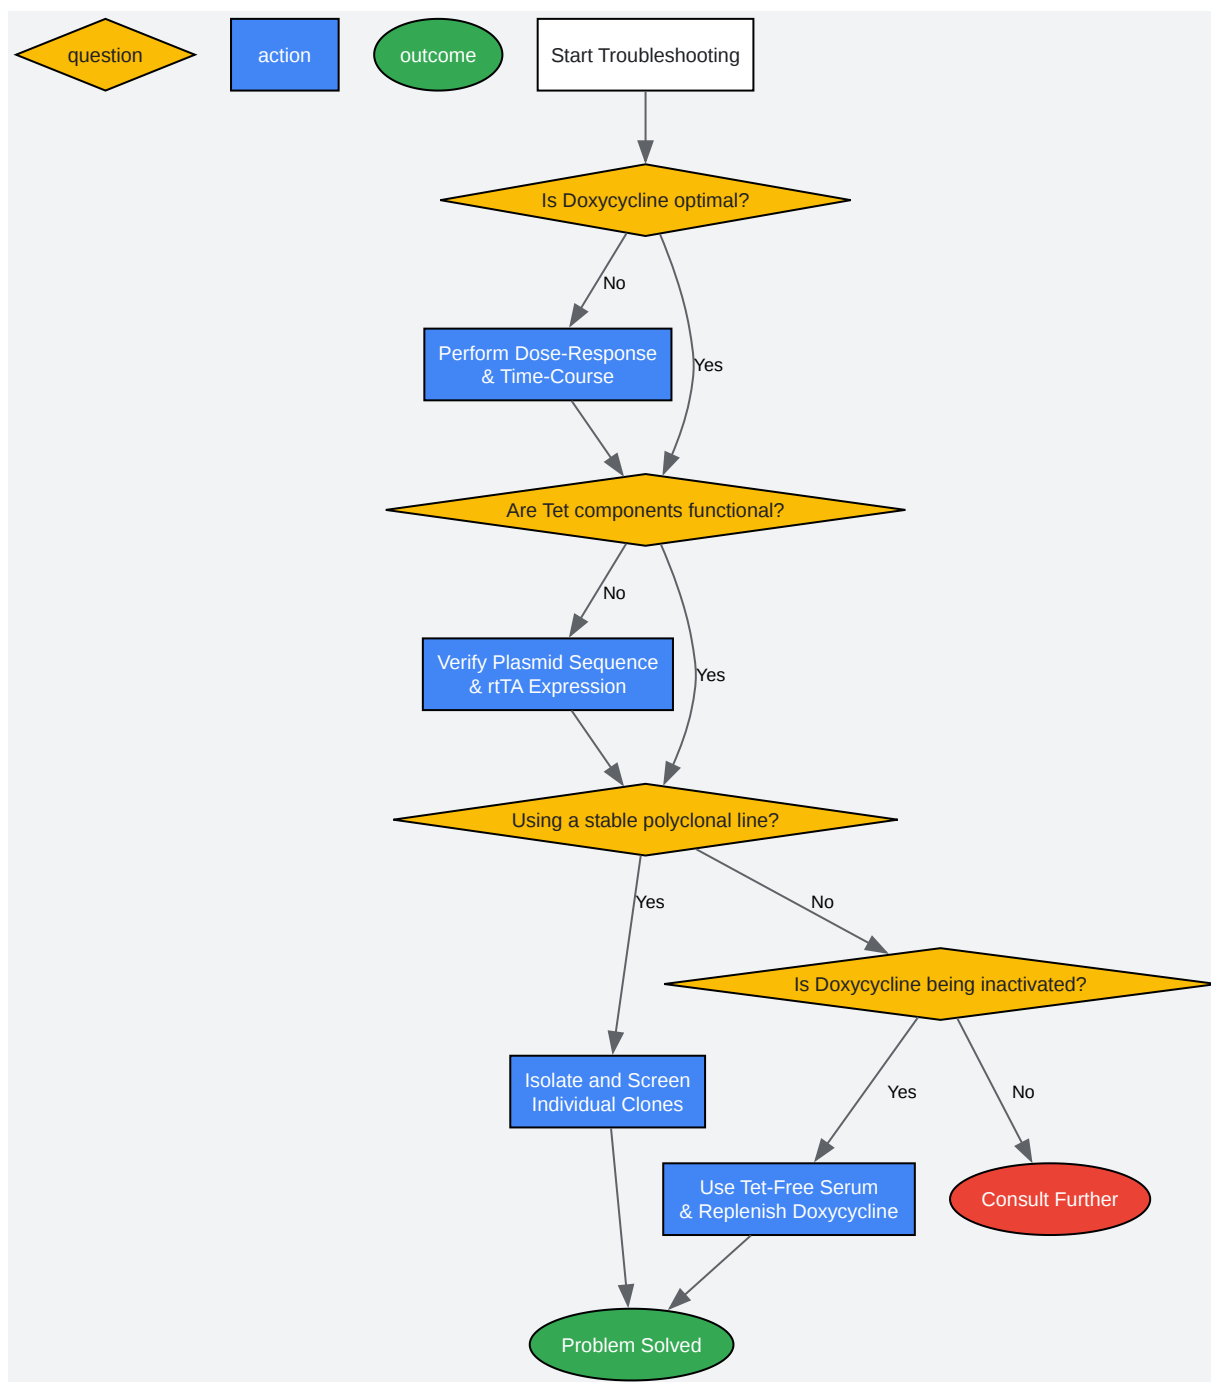 question
action
outcome
Start Troubleshooting
Is Doxycycline optimal?
No
Perform Dose-Response
& Time-Course
Yes
Are Tet components functional?
No
Verify Plasmid Sequence
& rtTA Expression
Yes
Using a stable polyclonal line?
Yes
No
Is Doxycycline being inactivated?
Isolate and Screen
Individual Clones
Yes
No
Use Tet-Free Serum
& Replenish Doxycycline
Consult Further
Problem Solved